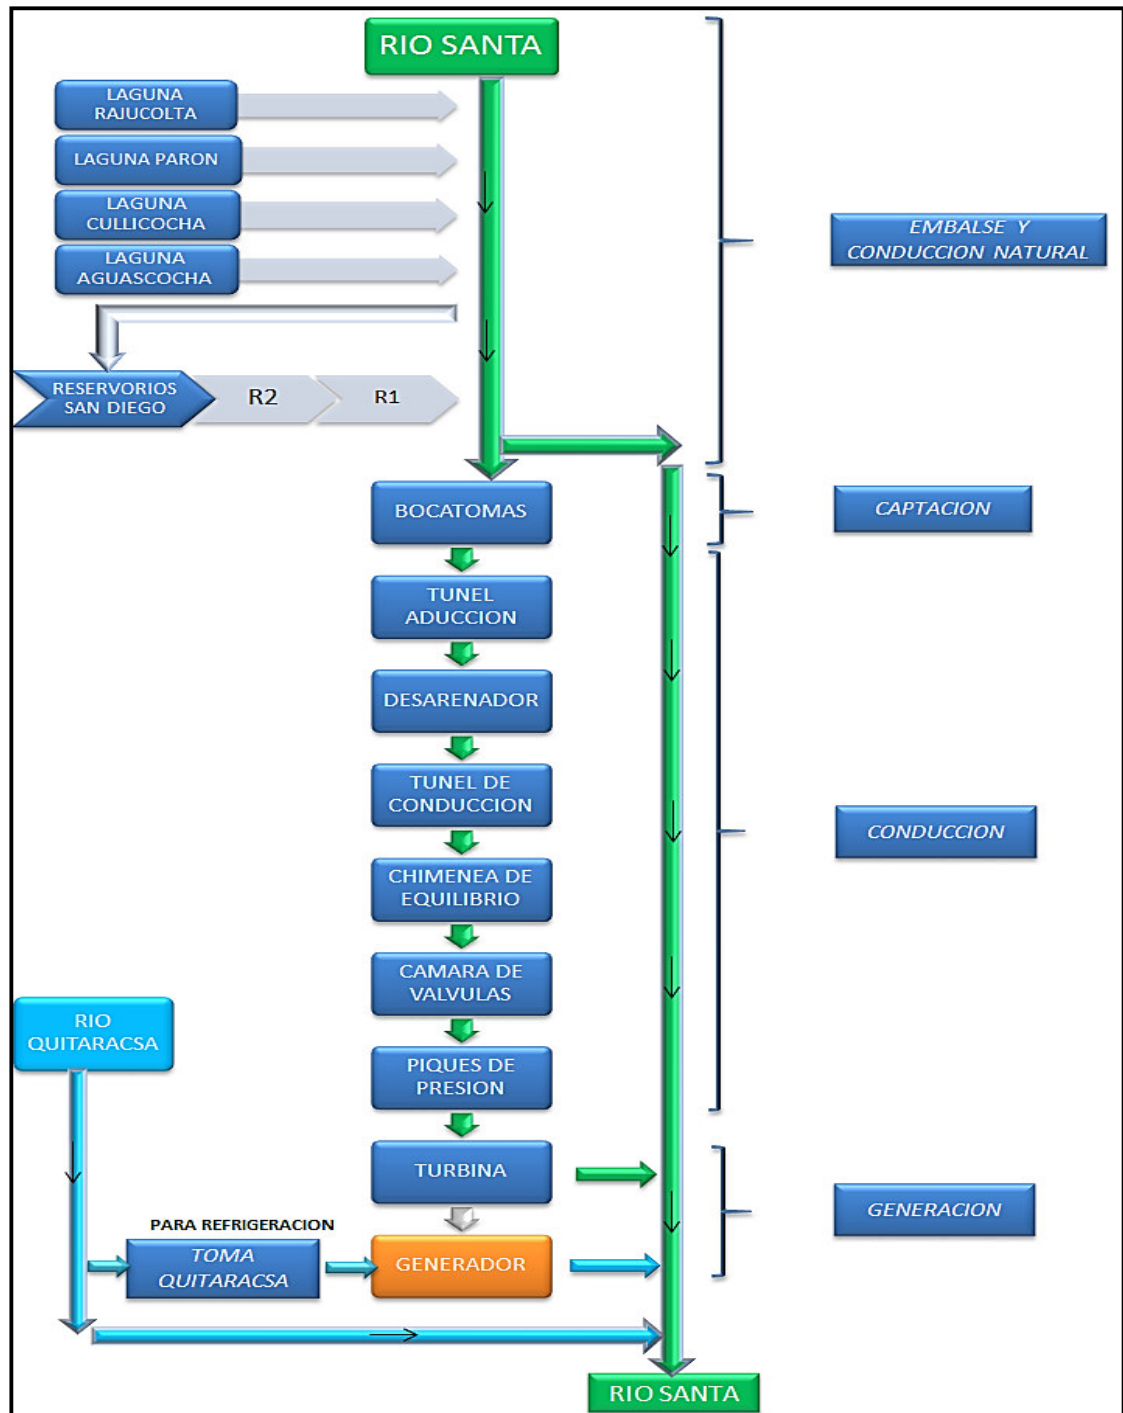 RIO SANTA
LAGUNA
RAJUCOLTA
LAGUNA PARON
LAGUNA
CULLICOCHA
LAGUNA
AGUASCOCHA
EMBALSE Y
CONDUCCION NATURAL
RESERVORIOS
SAN DIEGO
R2
R1
BOCATOMAS
CAPTACION
TUNEL
ADUCCION
DESARENADOR
TUNEL DE
CONDUCCION
CONDUCCION
CHIMENEA DE
EQUILIBRIO
CAMARA DE
VALVULAS
RIO
QUITARACSA
PIQUES DE
PRESION
TURBINA
GENERACION
PARA REFRIGERACION
TOMA
QUITARACSA
GENERADOR
RIO SANTA